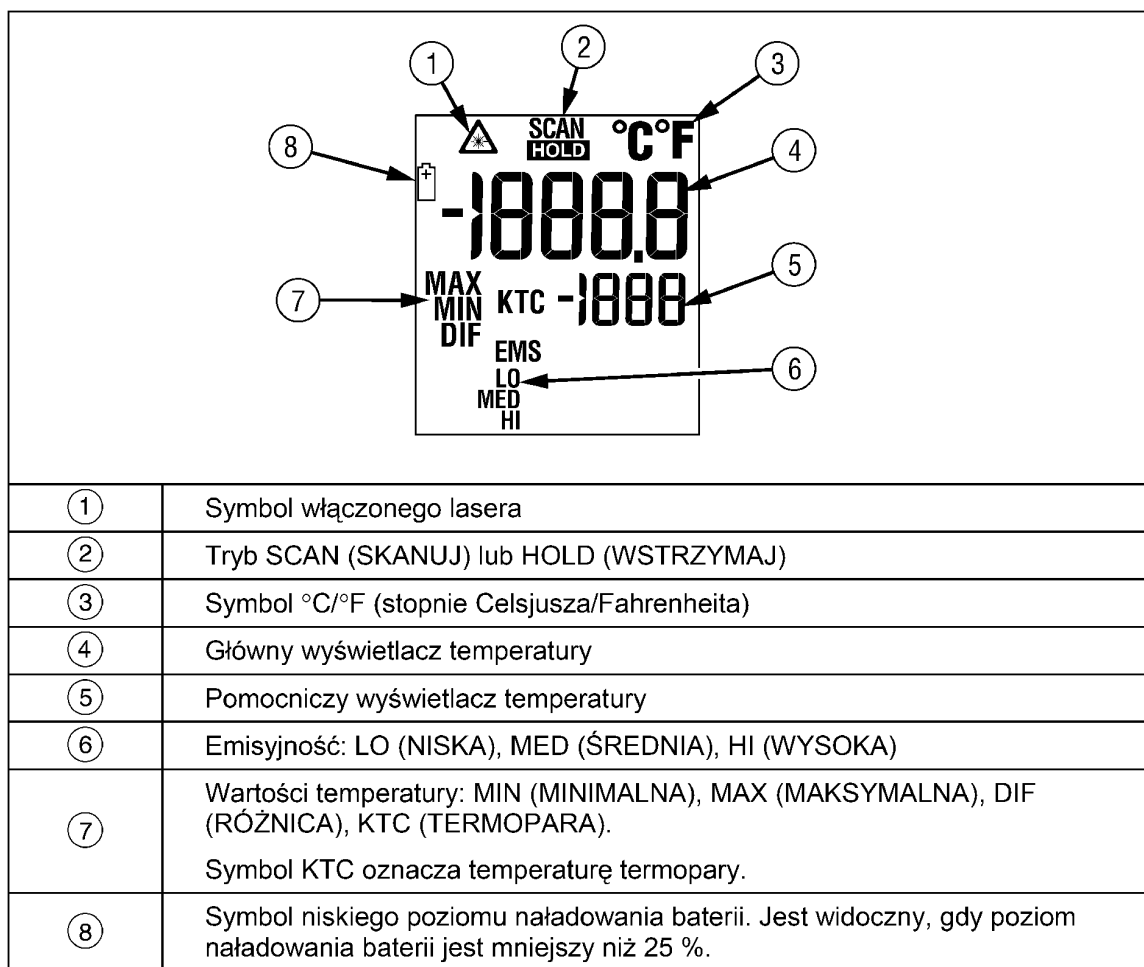 1
2
3
8
SCAN
HOLD
°C°F
4
-1888.8
MAX
MIN
DIF
KTC
-1888
5
7
EMS
LO
MED
HI
6
1 Symbol włączonego lasera
2 Tryb SCAN (SKANUJ) lub HOLD (WSTRZYMAJ)
3 Symbol °C/°F (stopnie Celsjusza/Fahrenheita)
4 Główny wyświetlacz temperatury
5 Pomocniczy wyświetlacz temperatury
6 Emisyjność: LO (NISKA), MED (ŚREDNIA), HI (WYSOKA)
7 Wartości temperatury: MIN (MINIMALNA), MAX (MAKSYMALNA), DIF
(RÓŻNICA), KTC (TERMOPARA).
Symbol KTC oznacza temperaturę termopary.
8 Symbol niskiego poziomu naładowania baterii. Jest widoczny, gdy poziom
naładowania baterii jest mniejszy niż 25 %.